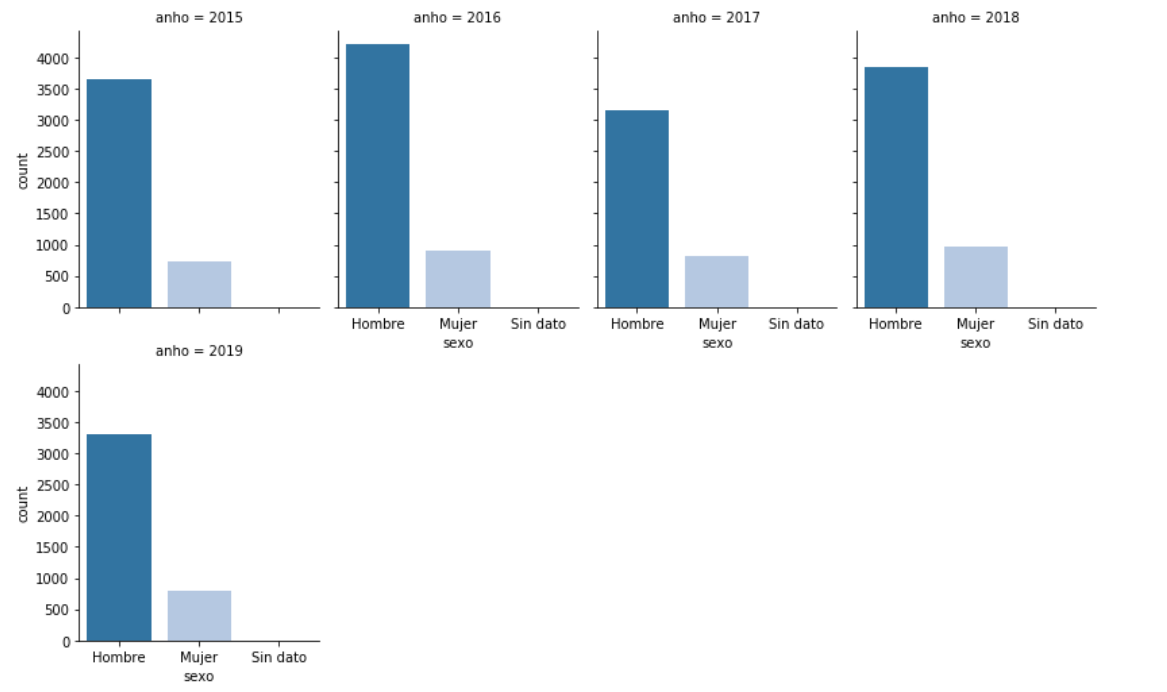 anho = 2015
anho = 2016
anho = 2017
anho = 2018
4000
3500
3000
2500
2000
1500
1000
500
0
count
Hombre Mujer Sin dato
sexo
Hombre Mujer Sin dato
sexo
Hombre Mujer Sin dato
sexo
anho = 2019
4000
3500
3000
2500
2000
1500
1000
500
0
count
Hombre Mujer Sin dato
sexo